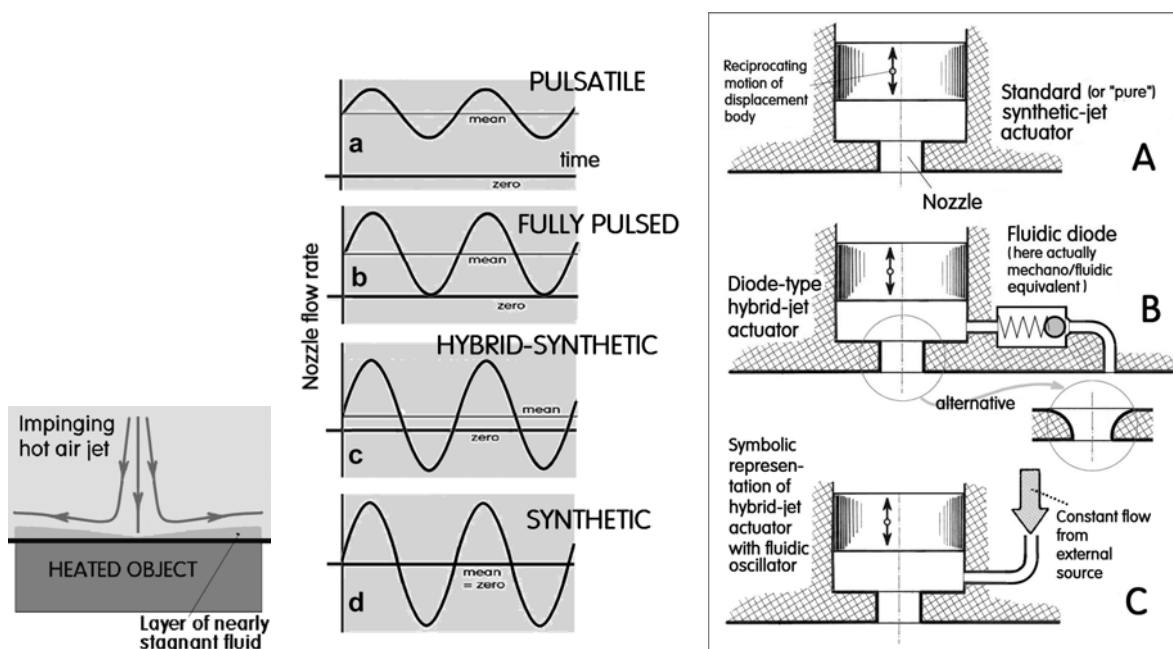 Impinging
hot air jet
HEATED OBJECT
Layer of nearly
stagnant fluid
Nozzle flow rate
PULSATILE
mean
a
time
zero
FULLY PULSED
mean
b
zero
HYBRID-SYNTHETIC
mean
zero
c
SYNTHETIC
mean
= zero
d
Reciprocating
motion of
displacement
body
Standard (or "pure")
synthetic-jet
actuator
A
Nozzle
Diode-type
hybrid-jet
actuator
Fluidic diode
(here actually
mechano/fluidic
equivalent)
B
alternative
Symbolic
represen-
tation of
hybrid-jet
actuator
with fluidic
oscillator
Constant flow
from
external
source
C